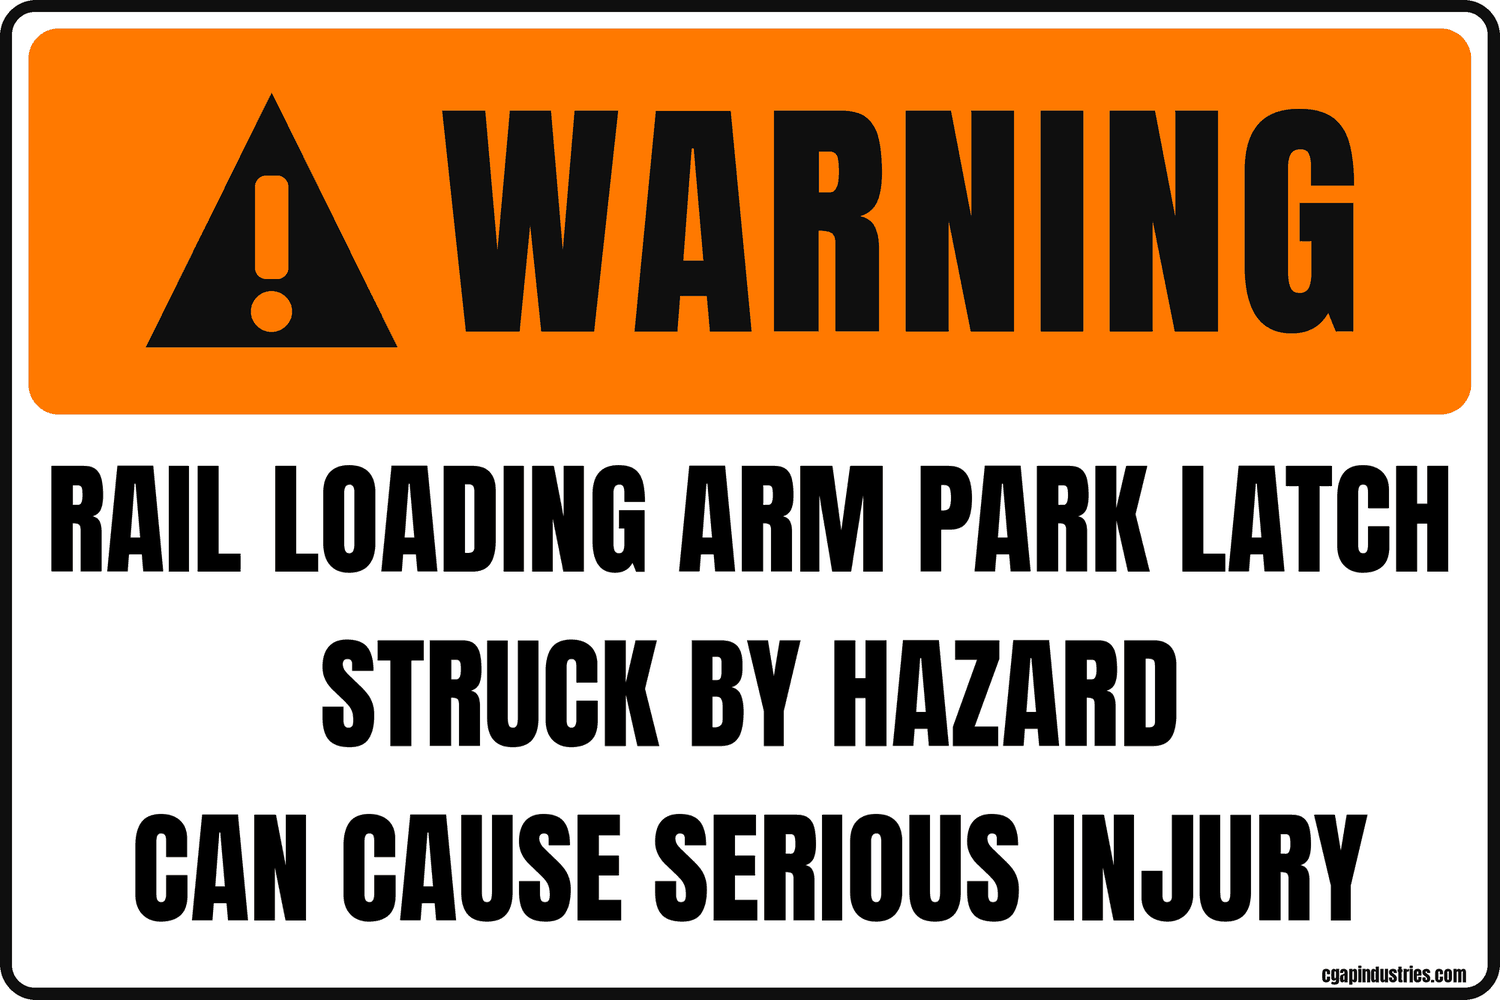 WARNING
RAIL LOADING ARM PARK LATCH
STRUCK BY HAZARD
CAN CAUSE SERIOUS INJURY
cgapindustries.com